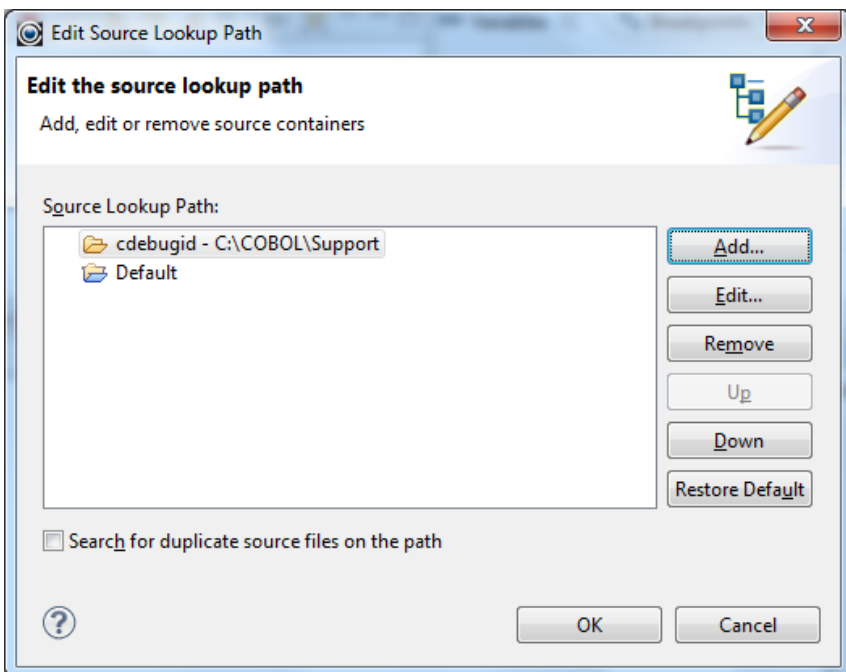 Edit Source Lookup Path
Edit the source lookup path
Add, edit or remove source containers
Source Lookup Path:
cdebugid - C:\COBOL\Support
Default
Add...
Edit...
Remove
Up
Down
Restore Default
Search for duplicate source files on the path
OK
Cancel